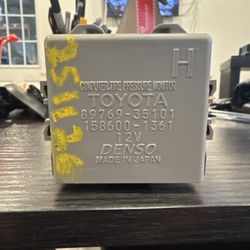 H
COMPUTER,TIRE PRESSURE MONITOR
TOYOTA
89769-35101
158600-1361
12V
DENSO
MADE IN JAPAN